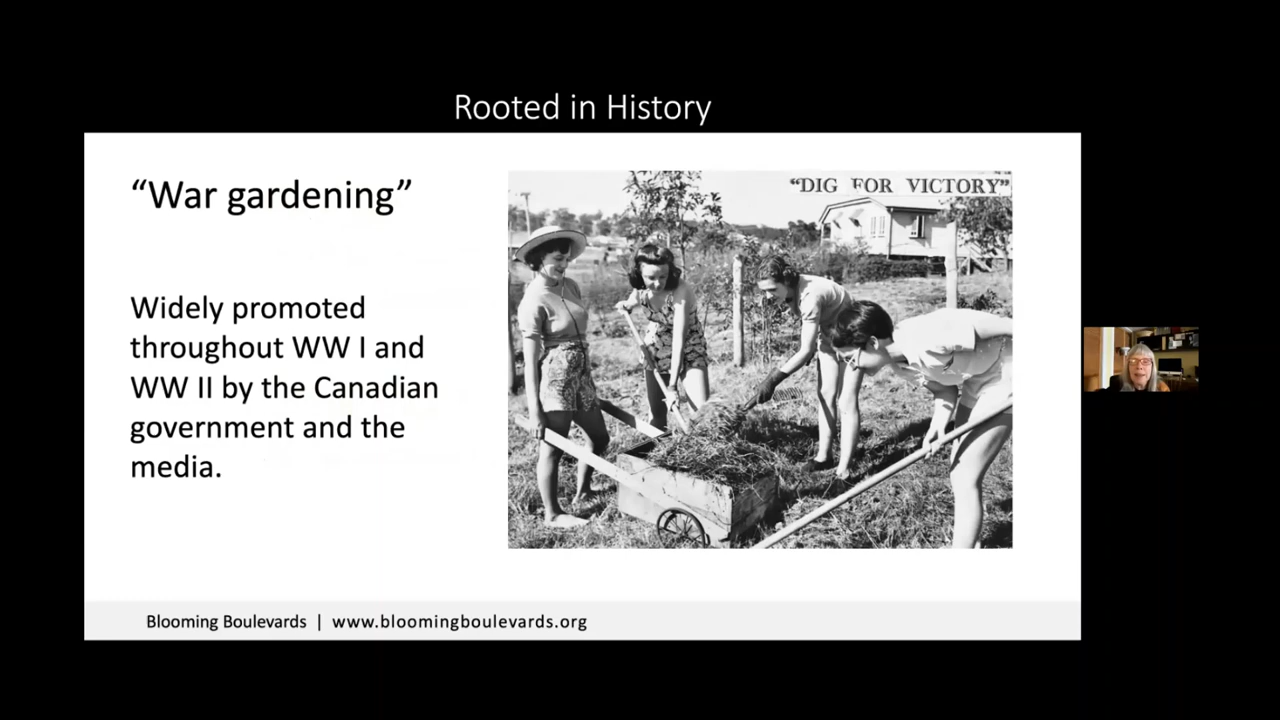 Rooted in History
“War gardening”
“DIG FOR VICTORY”
Widely promoted
throughout WW I and
WW II by the Canadian
government and the
media.
Blooming Boulevards | www.bloomingboulevards.org